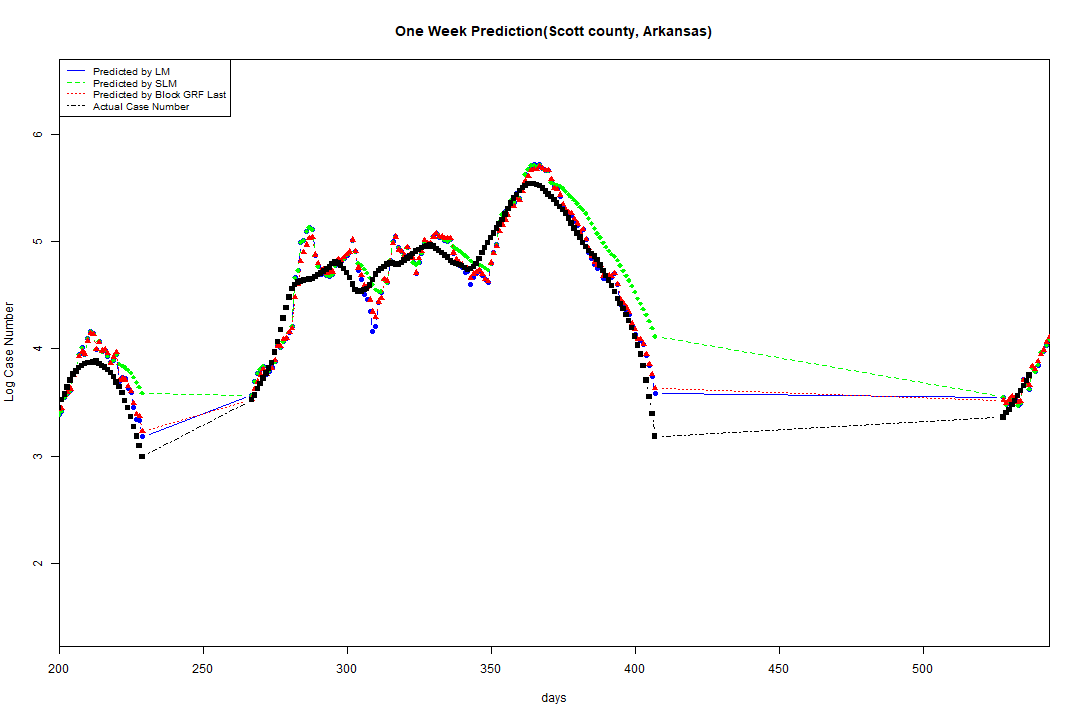 One Week Prediction(Scott county, Arkansas)
Predicted by LM
Predicted by SLM
Predicted by Block GRF Last
Actual Case Number
Log Case Number
6
5
4
3
2
200 250 300 350 400 450 500
days